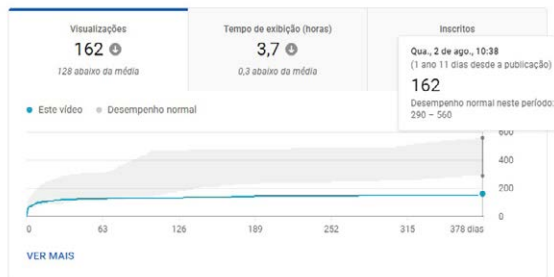 Visualizações
162
128 abaixo da média
Tempo de exibição (horas)
3,7
0,3 abaixo da média
Inscritos
Qua., 2 de ago., 10:38
(1 ano 11 dias desde a publicação)
162
Desempenho normal neste período:
290 – 560
Este vídeo
Desempenho normal
600
400
200
0
0 63 126 189 252 315 378 dias
VER MAIS